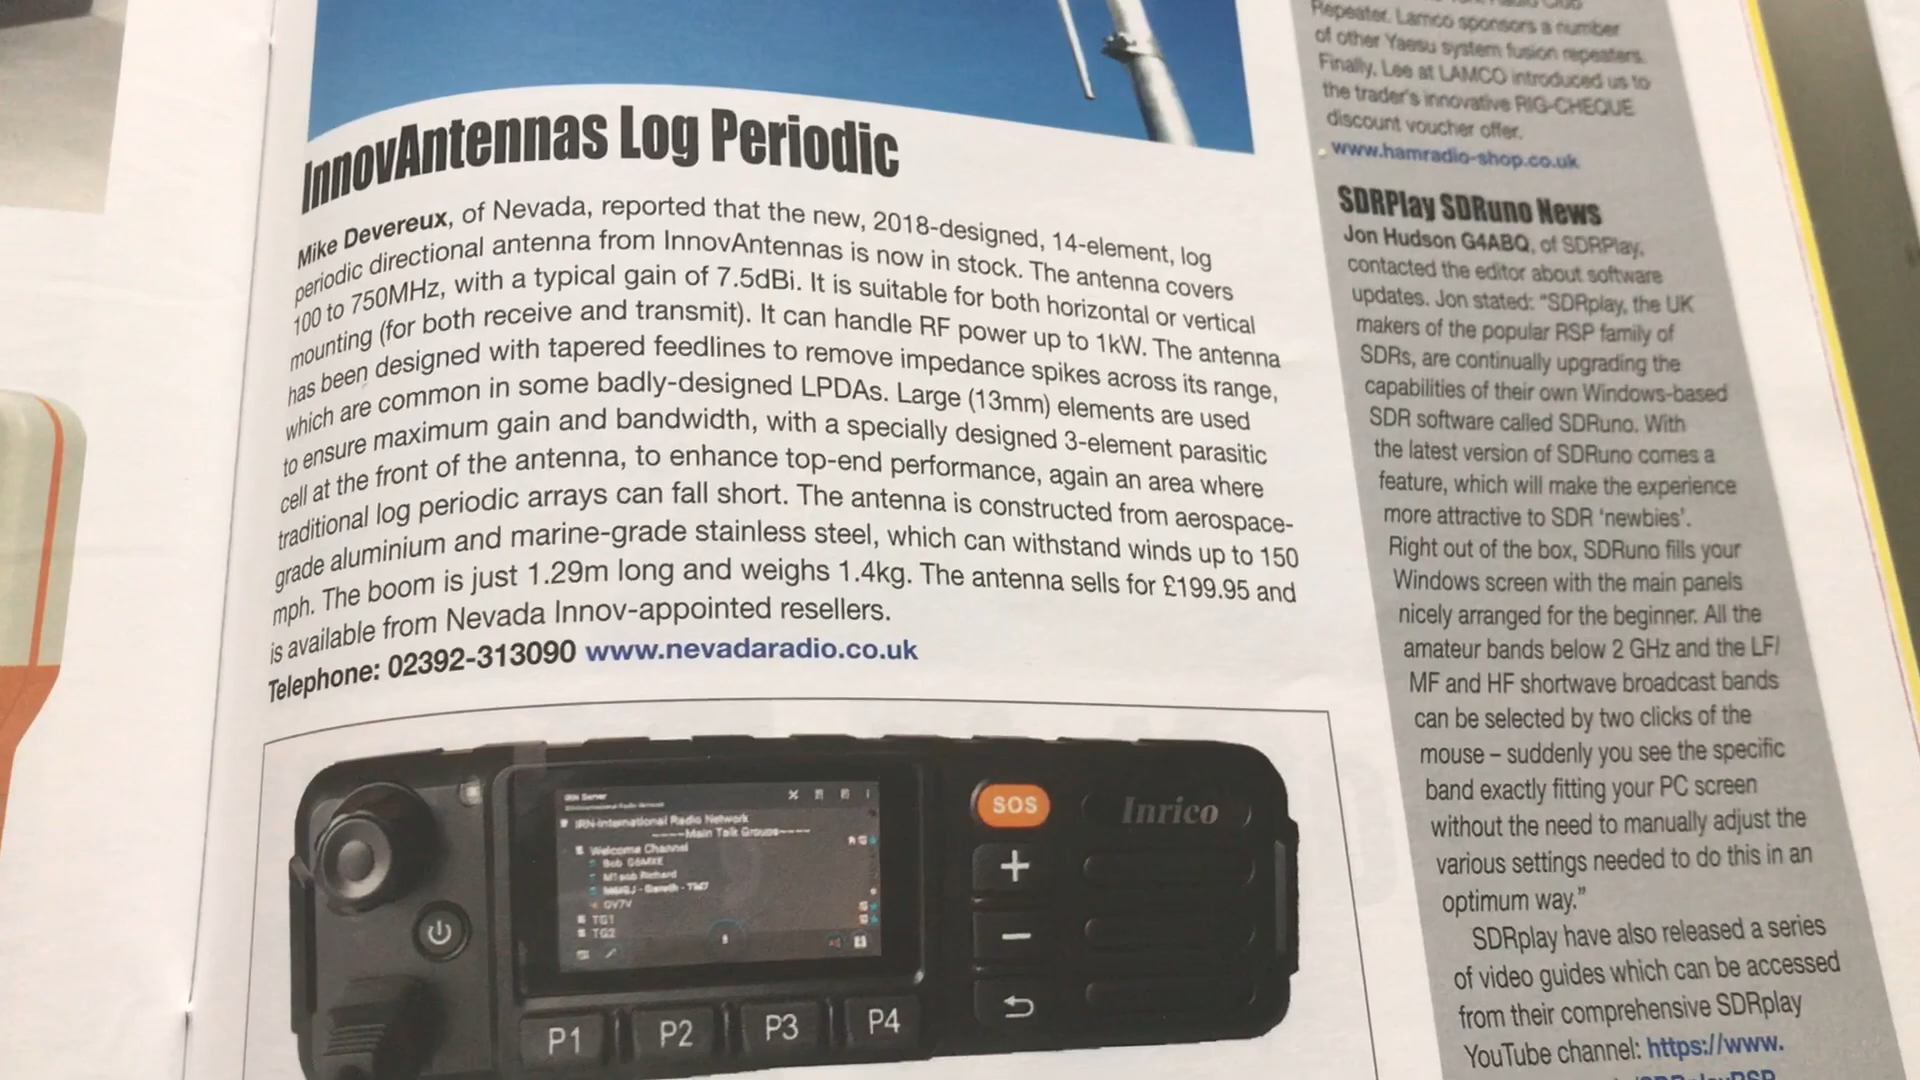 InnovAntennas Log Periodic
Mike Devereux, of Nevada, reported that the new, 2018-designed, 14-element, log
periodic directional antenna from InnovAntennas is now in stock. The antenna covers
100 to 750MHz, with a typical gain of 7.5dBi. It is suitable for both horizontal or vertical
mounting (for both receive and transmit). It can handle RF power up to 1kW. The antenna
has been designed with tapered feedlines to remove impedance spikes across its range,
which are common in some badly-designed LPDAs. Large (13mm) elements are used
to ensure maximum gain and bandwidth, with a specially designed 3-element parasitic
cell at the front of the antenna, to enhance top-end performance, again an area where
traditional log periodic arrays can fall short. The antenna is constructed from aerospace-
grade aluminium and marine-grade stainless steel, which can withstand winds up to 150
mph. The boom is just 1.29m long and weighs 1.4kg. The antenna sells for £199.95 and
is available from Nevada Innov-appointed resellers.
Telephone: 02392-313090 www.nevadaradio.co.uk
IRN Server
IRN-International Radio Network
----Main Talk Groups----
Welcome Channel
Bob G6MXE
Richard
OV7V
TG1
TG2
SOS
Inrico
P1
P2
P3
P4
Repeater. Lamco sponsors a number
of other Yaesu system fusion repeaters.
Finally, Lee at LAMCO introduced us to
the trader's innovative RIG-CHEQUE
discount voucher offer.
www.hamradio-shop.co.uk
SDRPlay SDRuno News
Jon Hudson G4ABQ, of SDRPlay,
contacted the editor about software
updates. Jon stated: “SDRplay, the UK
makers of the popular RSP family of
SDRs, are continually upgrading the
capabilities of their own Windows-based
SDR software called SDRuno. With
the latest version of SDRuno comes a
feature, which will make the experience
more attractive to SDR ‘newbies’.
Right out of the box, SDRuno fills your
Windows screen with the main panels
nicely arranged for the beginner. All the
amateur bands below 2 GHz and the LF/
MF and HF shortwave broadcast bands
can be selected by two clicks of the
mouse – suddenly you see the specific
band exactly fitting your PC screen
without the need to manually adjust the
various settings needed to do this in an
optimum way.”
SDRplay have also released a series
of video guides which can be accessed
from their comprehensive SDRplay
YouTube channel: https://www.